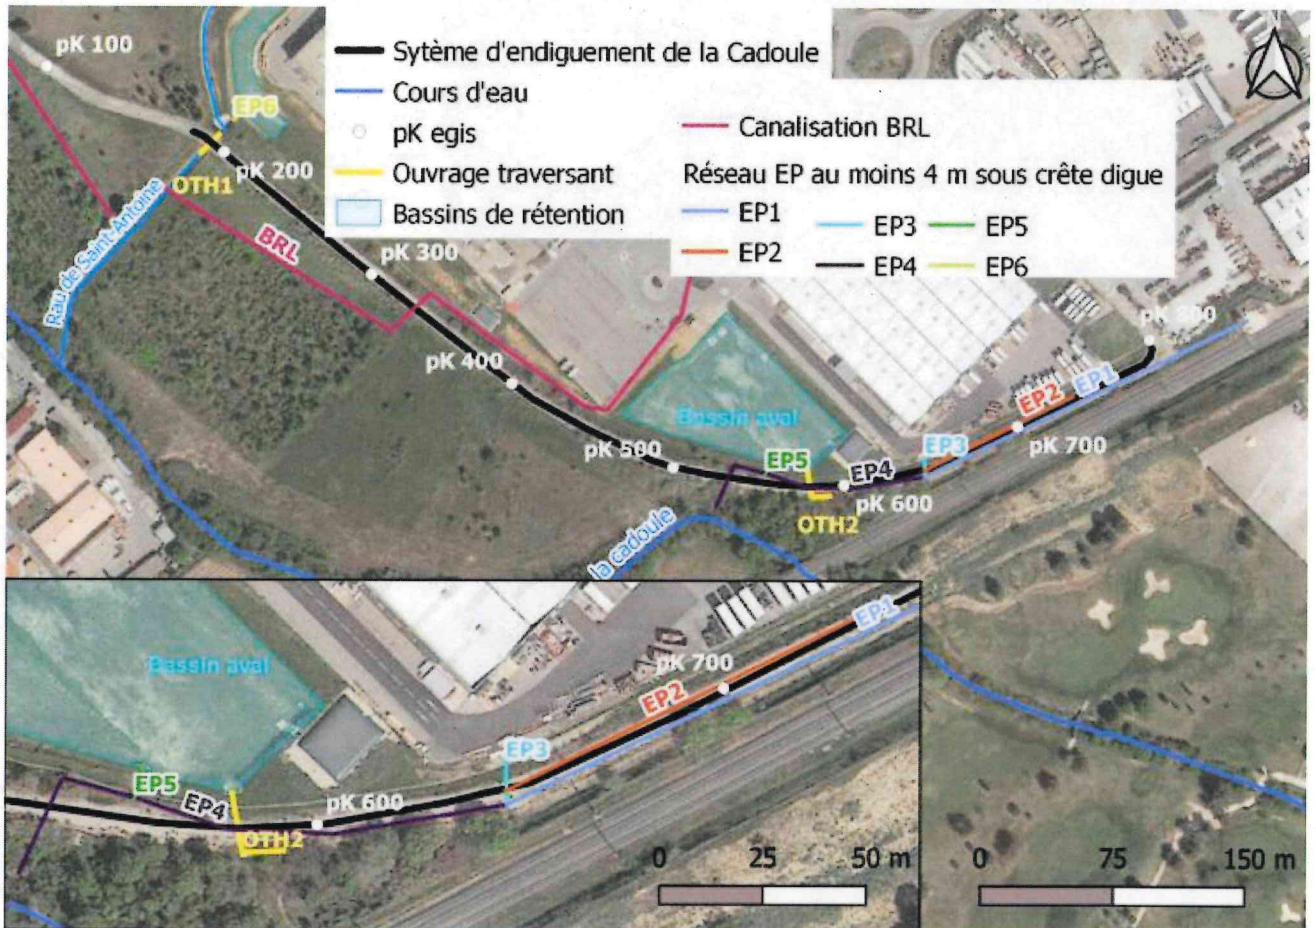 pK 100
Sytème d'endiguement de la Cadoule
Cours d'eau
pK egis
Ouvrage traversant
Bassins de rétention
Canalisation BRL
Réseau EP au moins 4 m sous crête digue
EP1
EP2
EP3
EP4
EP5
EP6
EP6
pK 200
OTH1
Rau de Saint-Antoine
BRL
pK 300
pK 400
pK 500
pK 800
EP1
EP2
pK 700
Bassin aval
EP3
EP5
EP4
pK 600
OTH2
la cadoule
Bassin aval
EP1
pK 700
EP2
EP3
EP5
EP4
pK 600
OTH2
0 25 50 m
0 75 150 m